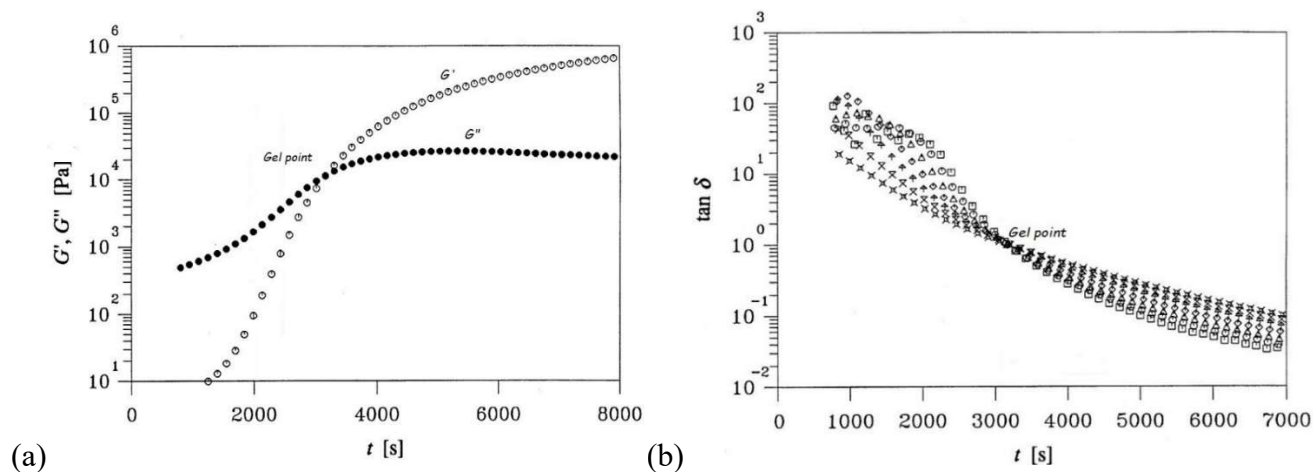 10^6
10^5
10^4
10^3
10^2
10^1
G', G" [Pa]
G'
G"
Gel point
0 2000 4000 6000 8000
t [s]
(a)
10^3
10^2
10^1
10^0
10^-1
10^-2
tan δ
Gel point
0 1000 2000 3000 4000 5000 6000 7000
t [s]
(b)